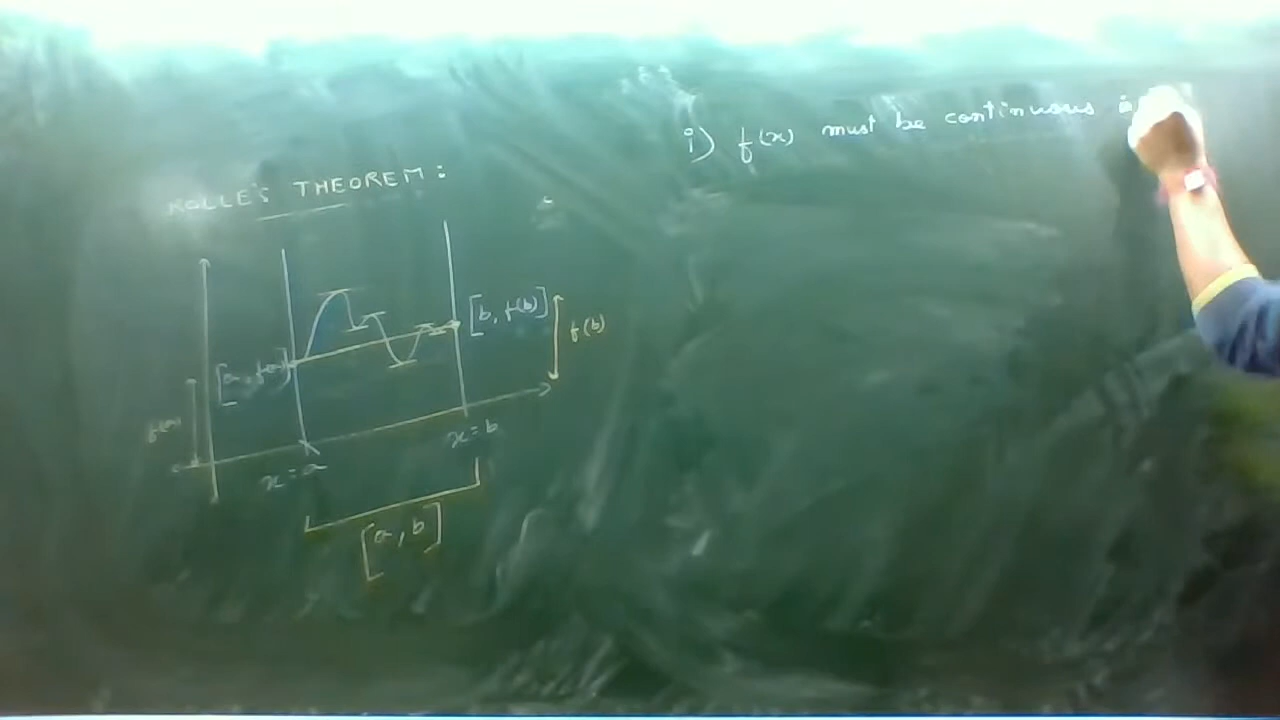 ROLLE'S THEOREM:
i) f(x) must be continuous
[b, f(b)]
f(b)
[a, f(a)]
f(a)
x=b
x=a
[a, b]